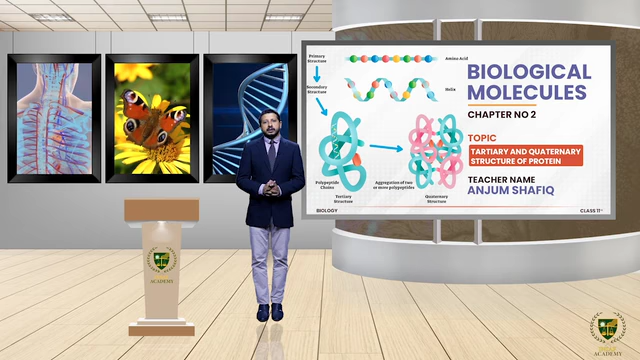 Primary
Structure
Amino Acid
Secondary
Structure
Helix
Polypeptide
Chains
Aggregation of two
or more polypeptides
Tertiary
Structure
Quaternary
Structure
BIOLOGICAL
MOLECULES
CHAPTER NO 2
TOPIC
TARTIARY AND QUATERNARY
STRUCTURE OF PROTEIN
TEACHER NAME
ANJUM SHAFIQ
BIOLOGY
CLASS 11
ACADEMY
ACADEMY